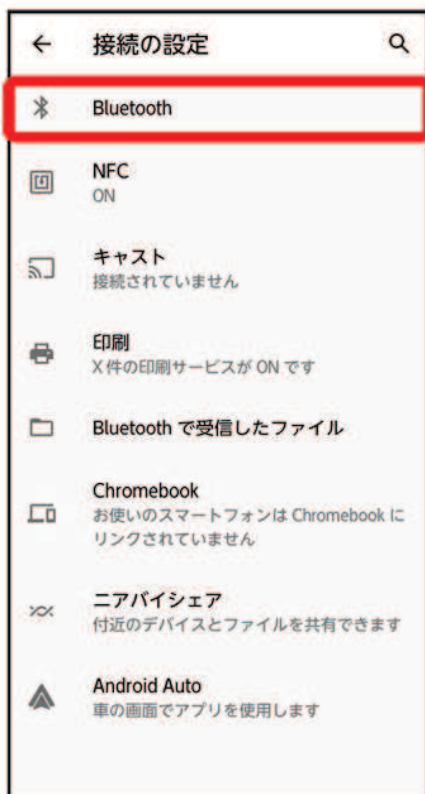 接続の設定
Bluetooth
NFC
ON
キャスト
接続されていません
印刷
X 件の印刷サービスが ON です
Bluetooth で受信したファイル
Chromebook
お使いのスマートフォンは Chromebook に
リンクされていません
ニアバイシェア
付近のデバイスとファイルを共有できます
Android Auto
車の画面でアプリを使用します